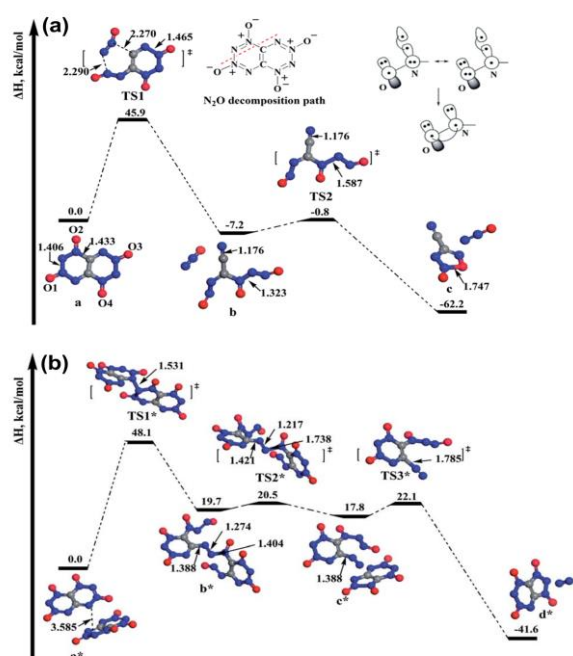 (a)
ΔH, kcal/mol
2.270
1.465
2.290
[ ]‡
TS1
45.9
O⁻
N
N⁺
C
O⁻
N₂O decomposition path
O
N
O
N
O
N
1.176
[ ]‡
TS2
1.587
-0.8
0.0
O2
1.406
1.433
O3
O1
a
O4
-7.2
1.176
b
1.323
c
1.747
-62.2
(b)
ΔH, kcal/mol
1.531
[ ]‡
TS1*
48.1
1.217
[ ]‡
1.738
1.421
TS2*
[ ]‡
1.785
TS3*
19.7
20.5
17.8
22.1
1.274
1.388
1.404
b*
1.388
c*
0.0
3.585
d*
-41.6